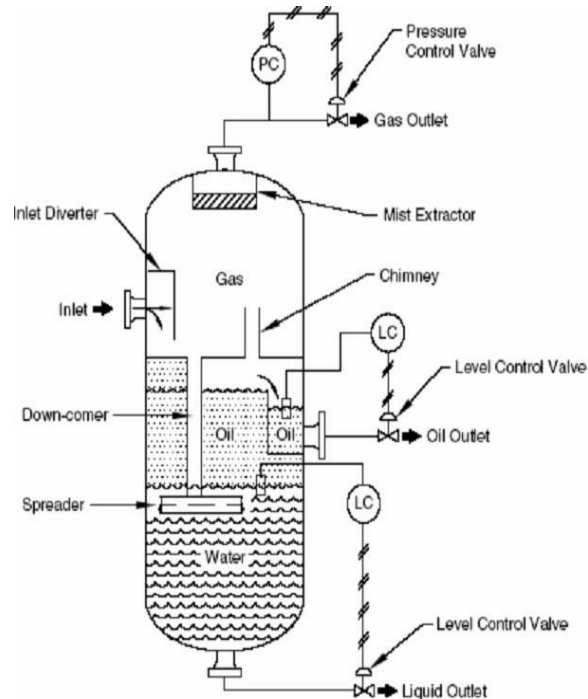 Pressure
Control Valve
PC
Gas Outlet
Mist Extractor
Inlet Diverter
Gas
Chimney
Inlet
LC
Level Control Valve
Down-comer
Oil
Oil
Oil Outlet
Spreader
LC
Water
Level Control Valve
Liquid Outlet